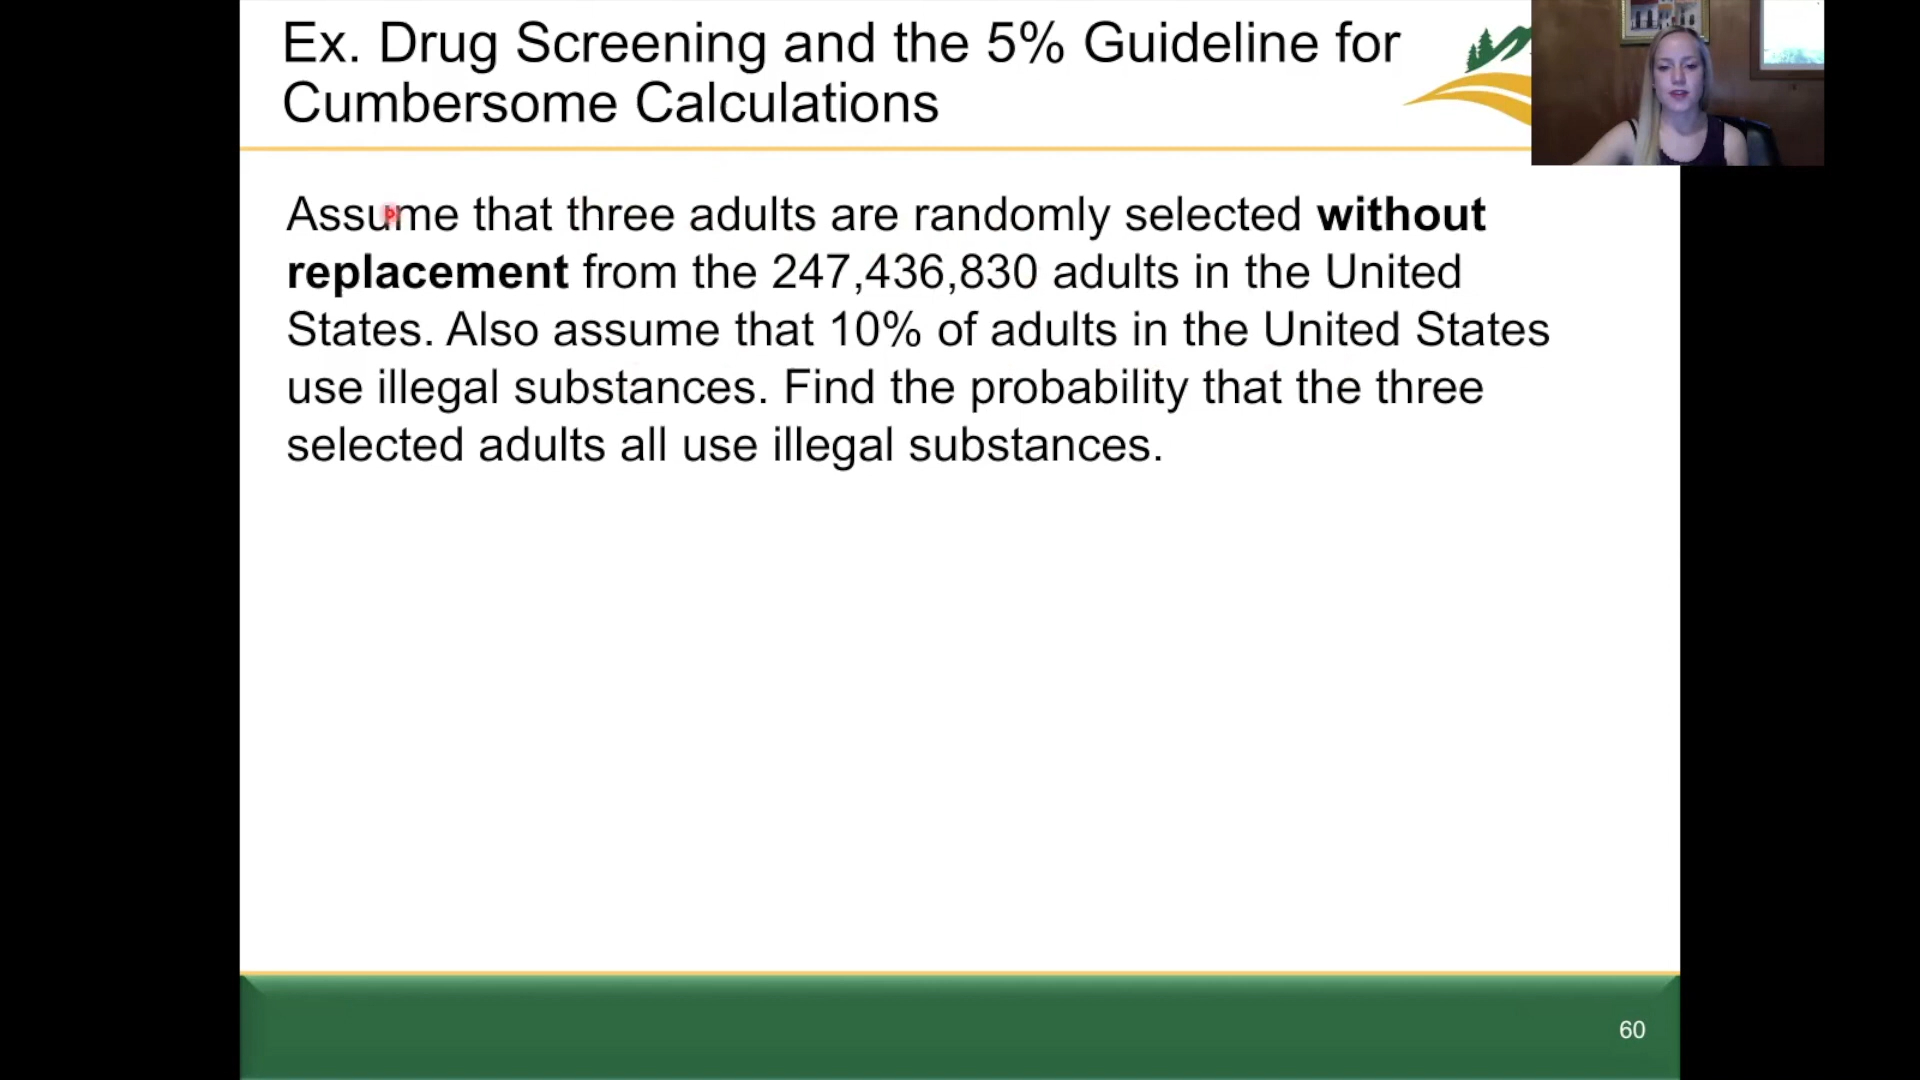 Ex. Drug Screening and the 5% Guideline for
Cumbersome Calculations
Assume that three adults are randomly selected without
replacement from the 247,436,830 adults in the United
States. Also assume that 10% of adults in the United States
use illegal substances. Find the probability that the three
selected adults all use illegal substances.
60